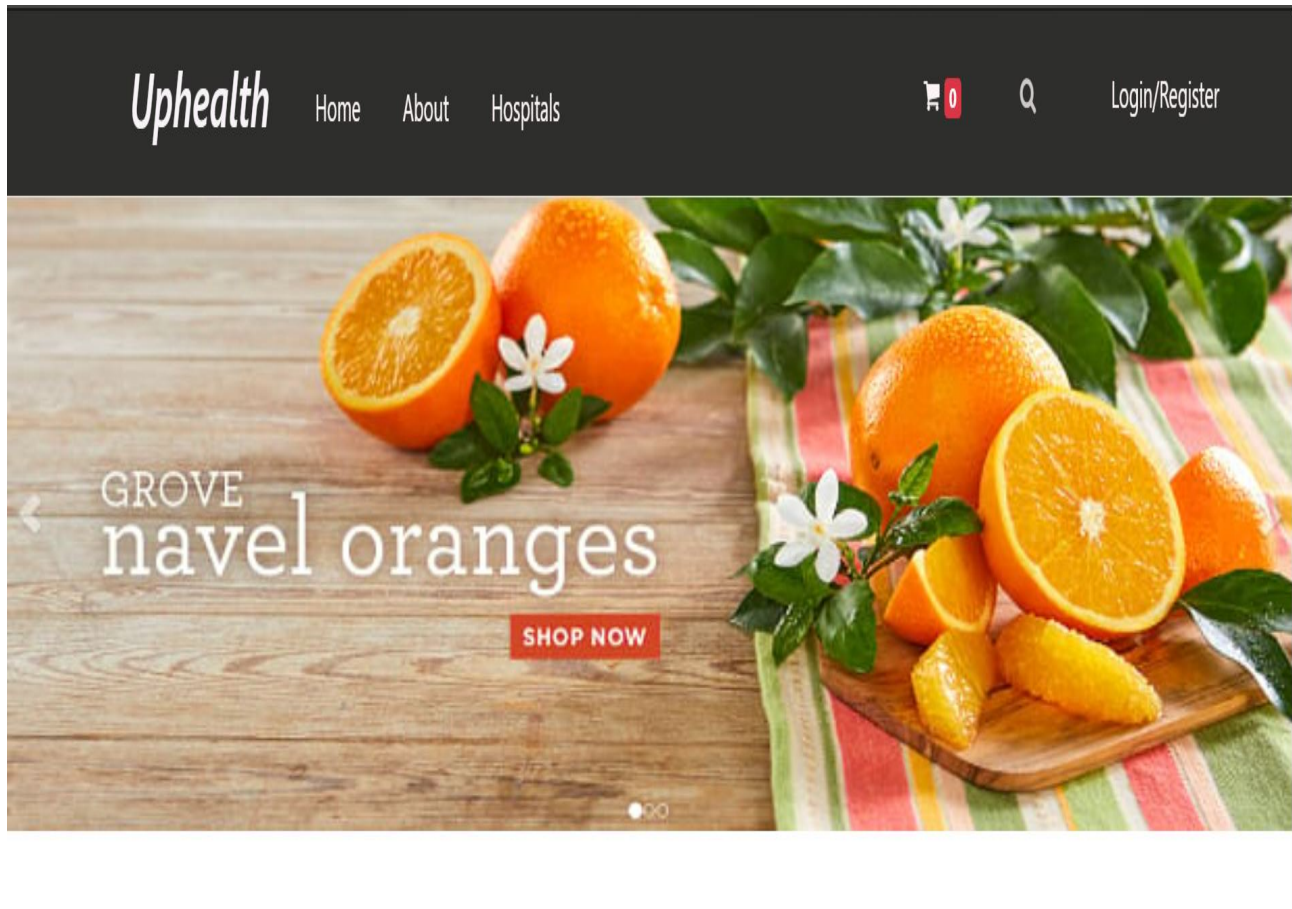 Uphealth
Home About Hospitals
0
Login/Register
GROVE
navel oranges
SHOP NOW